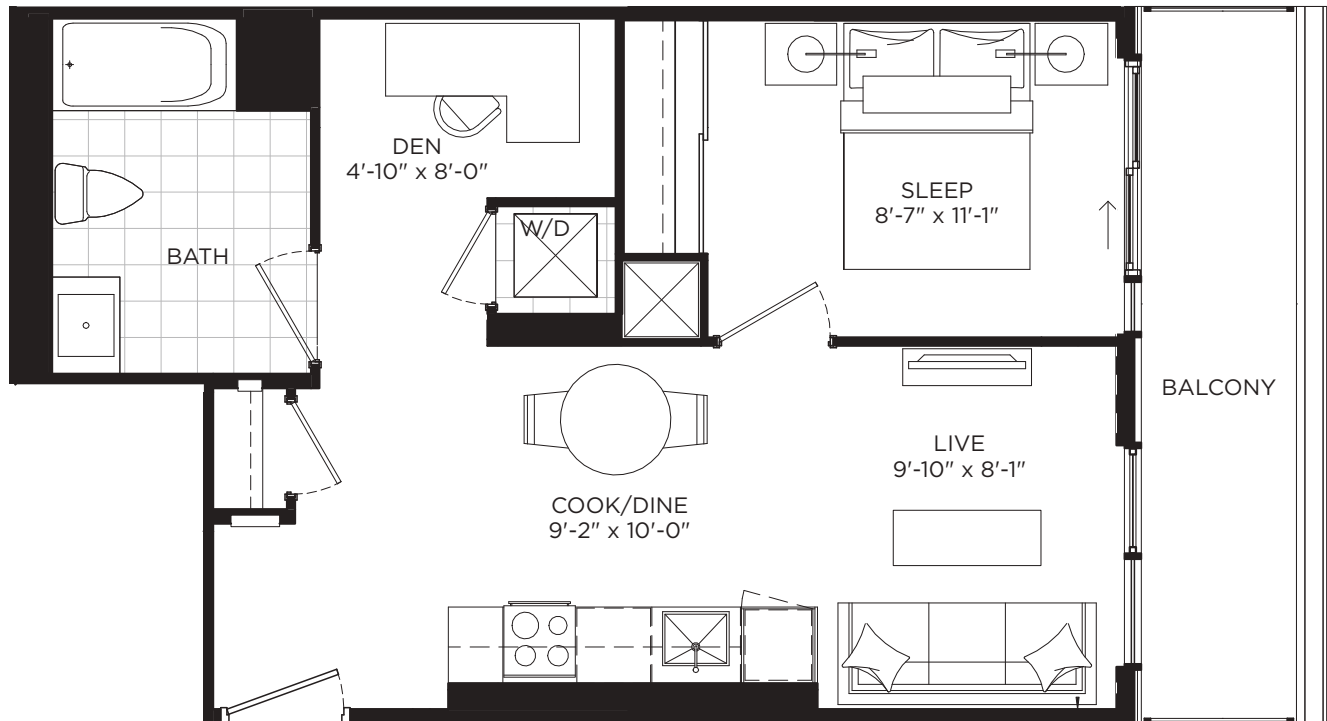 DEN
4'-10" x 8'-0"
W/D
SLEEP
8'-7" x 11'-1"
BATH
BALCONY
LIVE
9'-10" x 8'-1"
COOK/DINE
9'-2" x 10'-0"